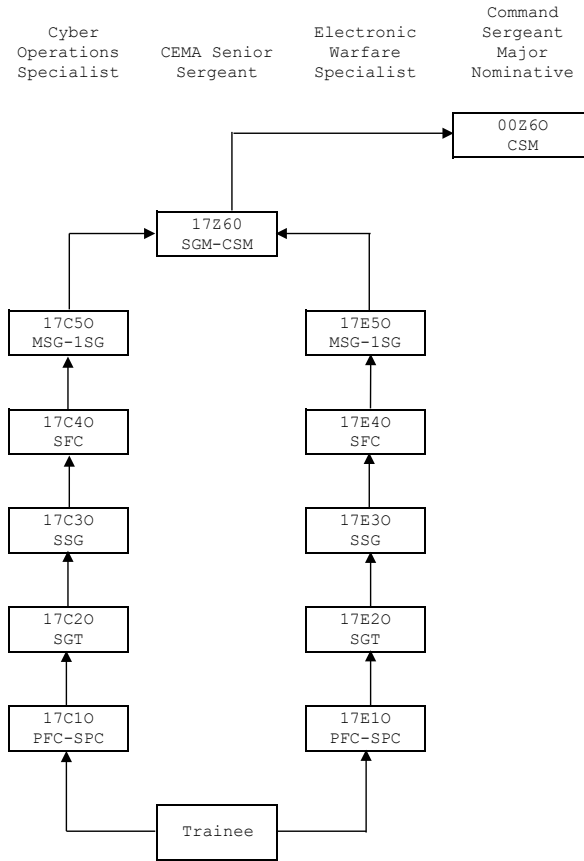 Cyber
Operations
Specialist
CEMA Senior
Sergeant
Electronic
Warfare
Specialist
Command
Sergeant
Major
Nominative
00Z6O
CSM
17Z6O
SGM-CSM
17C5O
MSG-1SG
17E5O
MSG-1SG
17C4O
SFC
17E4O
SFC
17C3O
SSG
17E3O
SSG
17C2O
SGT
17E2O
SGT
17C1O
PFC-SPC
17E1O
PFC-SPC
Trainee